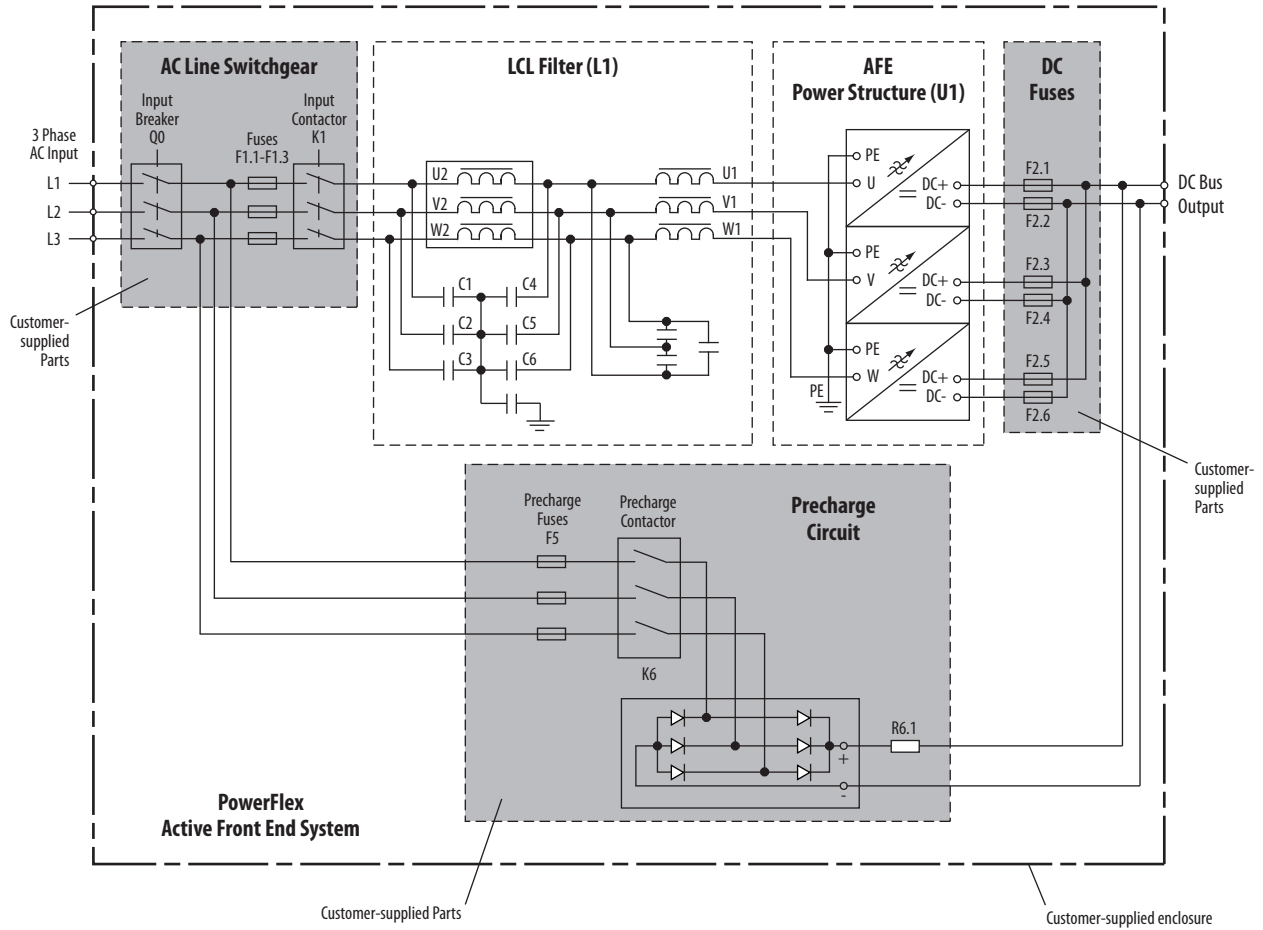 AC Line Switchgear
Input
Breaker
Q0
Fuses
F1.1-F1.3
Input
Contactor
K1
3 Phase
AC Input
L1
L2
L3
Customer-
supplied
Parts
LCL Filter (L1)
U2
V2
W2
U1
V1
W1
C1
C4
C2
C5
C3
C6
AFE
Power Structure (U1)
PE
U
DC+
DC-
PE
V
DC+
DC-
PE
W
DC+
DC-
PE
DC
Fuses
F2.1
F2.2
F2.3
F2.4
F2.5
F2.6
DC Bus
Output
Customer-
supplied
Parts
Precharge
Fuses
F5
Precharge
Contactor
K6
Precharge
Circuit
R6.1
+
-
PowerFlex
Active Front End System
Customer-supplied Parts
Customer-supplied enclosure